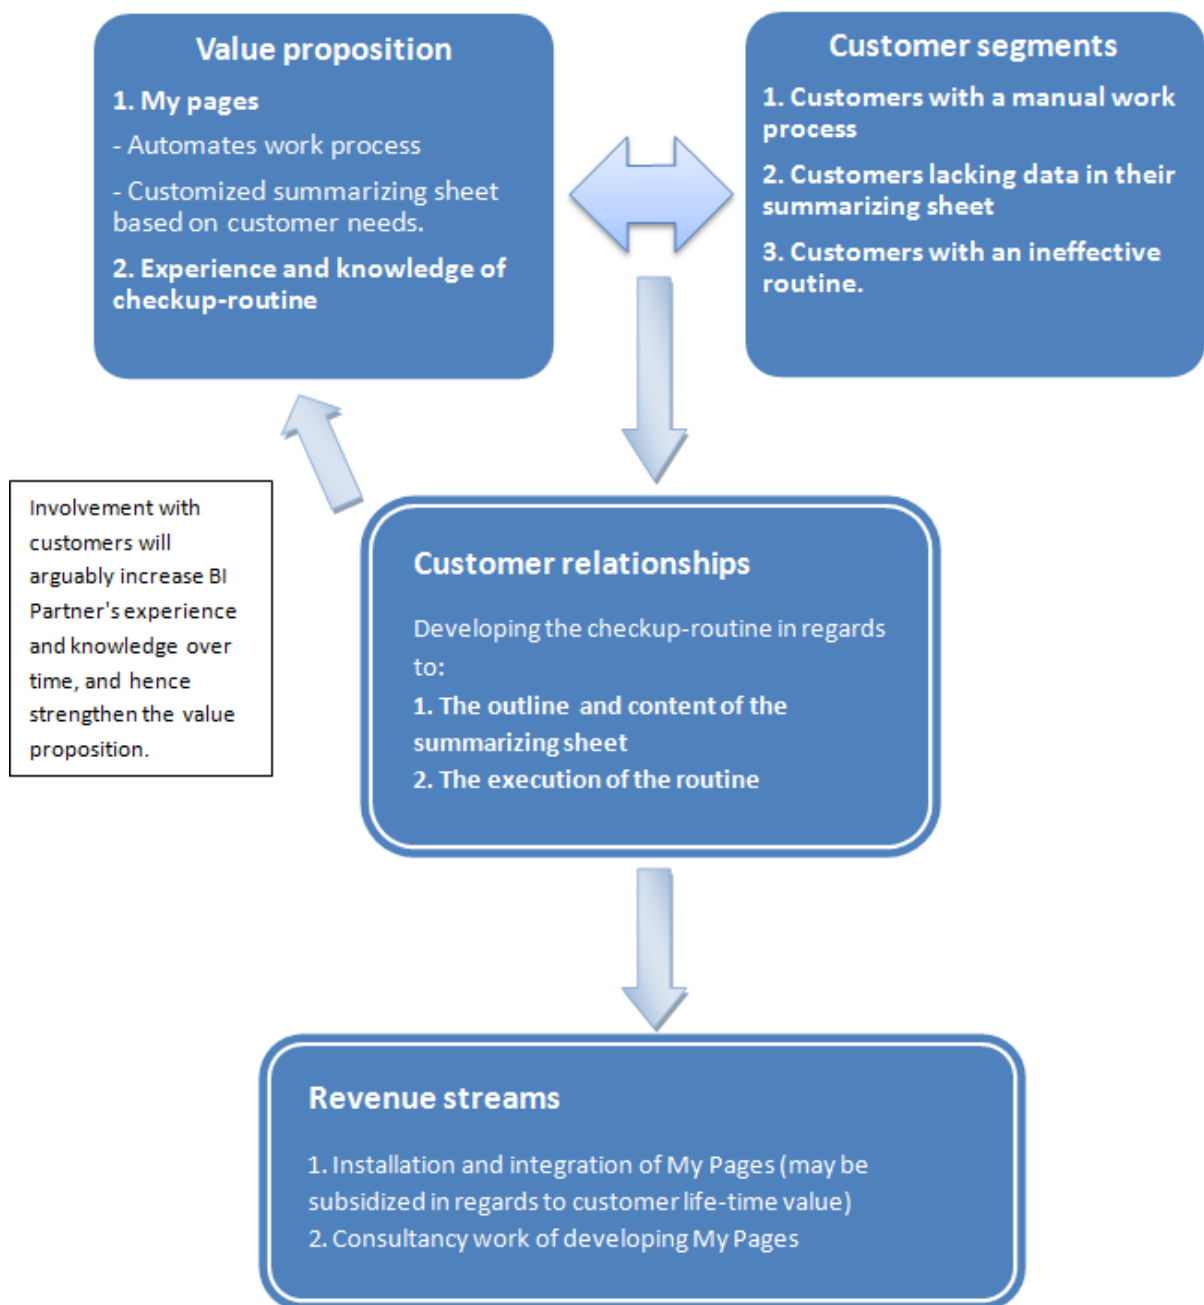 Value proposition
1. My pages
- Automates work process
- Customized summarizing sheet
based on customer needs.
2. Experience and knowledge of
checkup-routine
Customer segments
1. Customers with a manual work
process
2. Customers lacking data in their
summarizing sheet
3. Customers with an ineffective
routine.
Involvement with
customers will
arguably increase BI
Partner's experience
and knowledge over
time, and hence
strengthen the value
proposition.
Customer relationships
Developing the checkup-routine in regards
to:
1. The outline and content of the
summarizing sheet
2. The execution of the routine
Revenue streams
1. Installation and integration of My Pages (may be
subsidized in regards to customer life-time value)
2. Consultancy work of developing My Pages